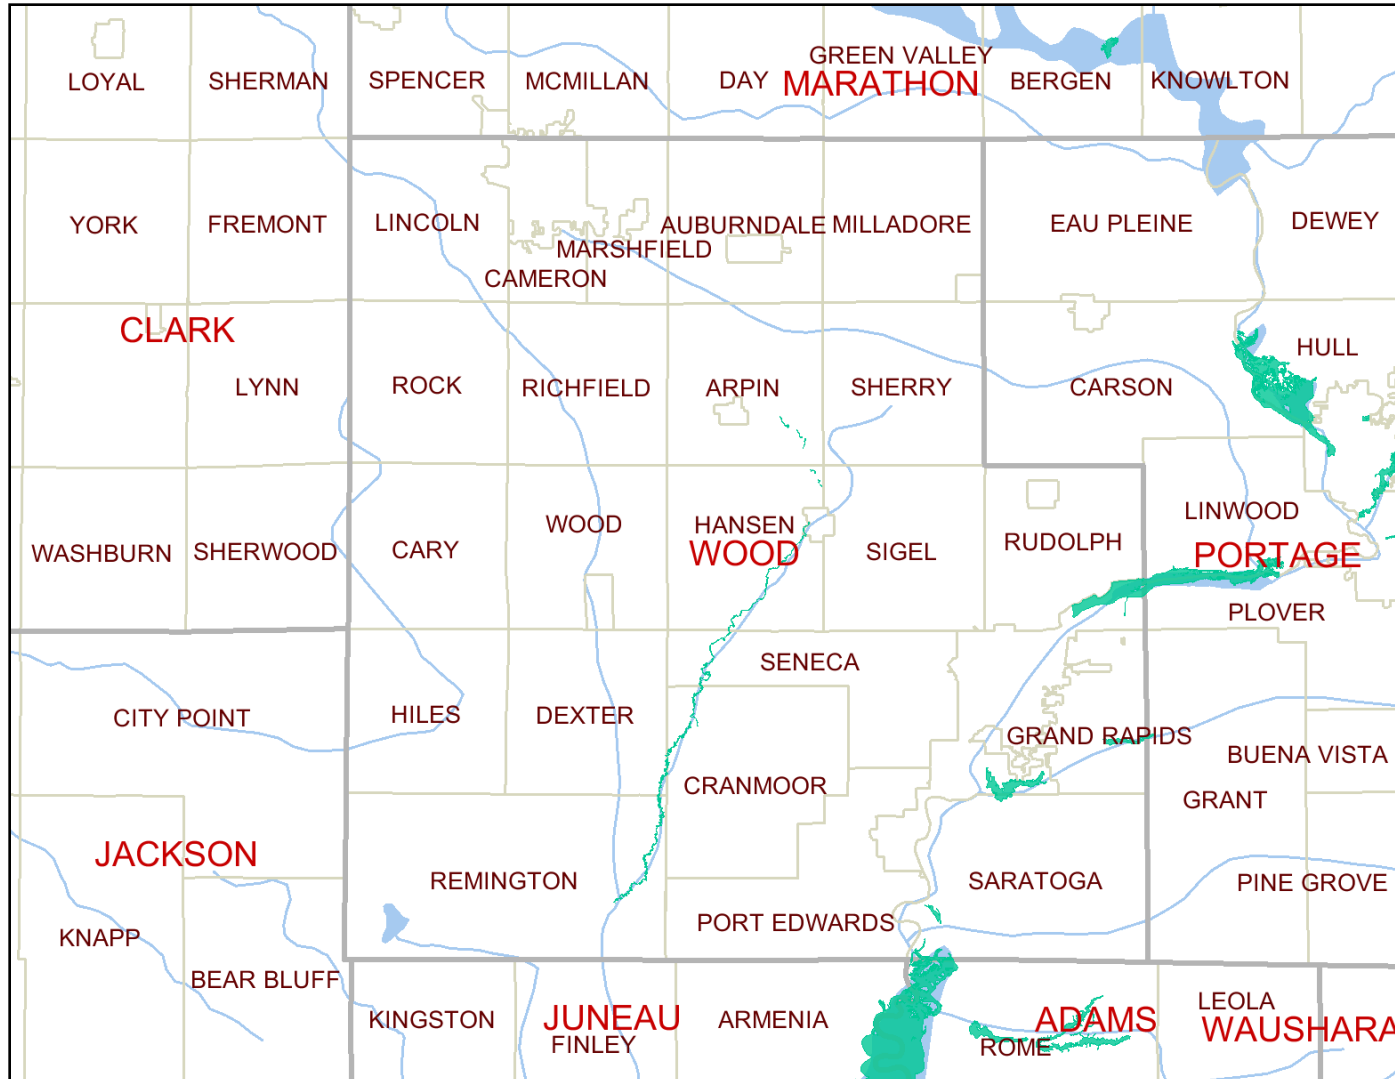 GREEN VALLEY
LOYAL
SHERMAN
SPENCER
MCMILLAN
DAY
MARATHON
BERGEN
KNOWLTON
YORK
FREMONT
LINCOLN
AUBURNDALE
MILLADORE
EAU PLEINE
DEWEY
MARSHFIELD
CAMERON
CLARK
HULL
LYNN
ROCK
RICHFIELD
ARPIN
SHERRY
CARSON
LINWOOD
WOOD
HANSEN
RUDOLPH
WASHBURN
SHERWOOD
CARY
WOOD
SIGEL
PORTAGE
PLOVER
SENECA
CITY POINT
HILES
DEXTER
GRAND RAPIDS
BUENA VISTA
CRANMOOR
GRANT
JACKSON
REMINGTON
SARATOGA
PINE GROVE
PORT EDWARDS
KNAPP
BEAR BLUFF
LEOLA
KINGSTON
JUNEAU
ARMENIA
ADAMS
WAUSHARA
FINLEY
ROME